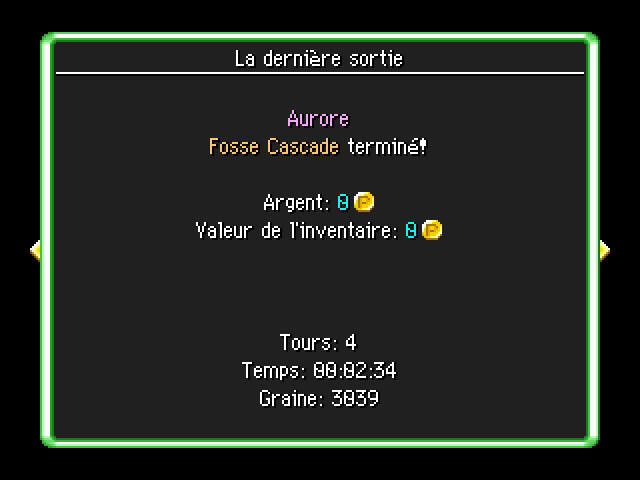 La dernière sortie
Aurore
Fosse Cascade terminé!
Argent: 0 P
Valeur de l'inventaire: 0 P
Tours: 4
Temps: 00:02:34
Graine: 3039